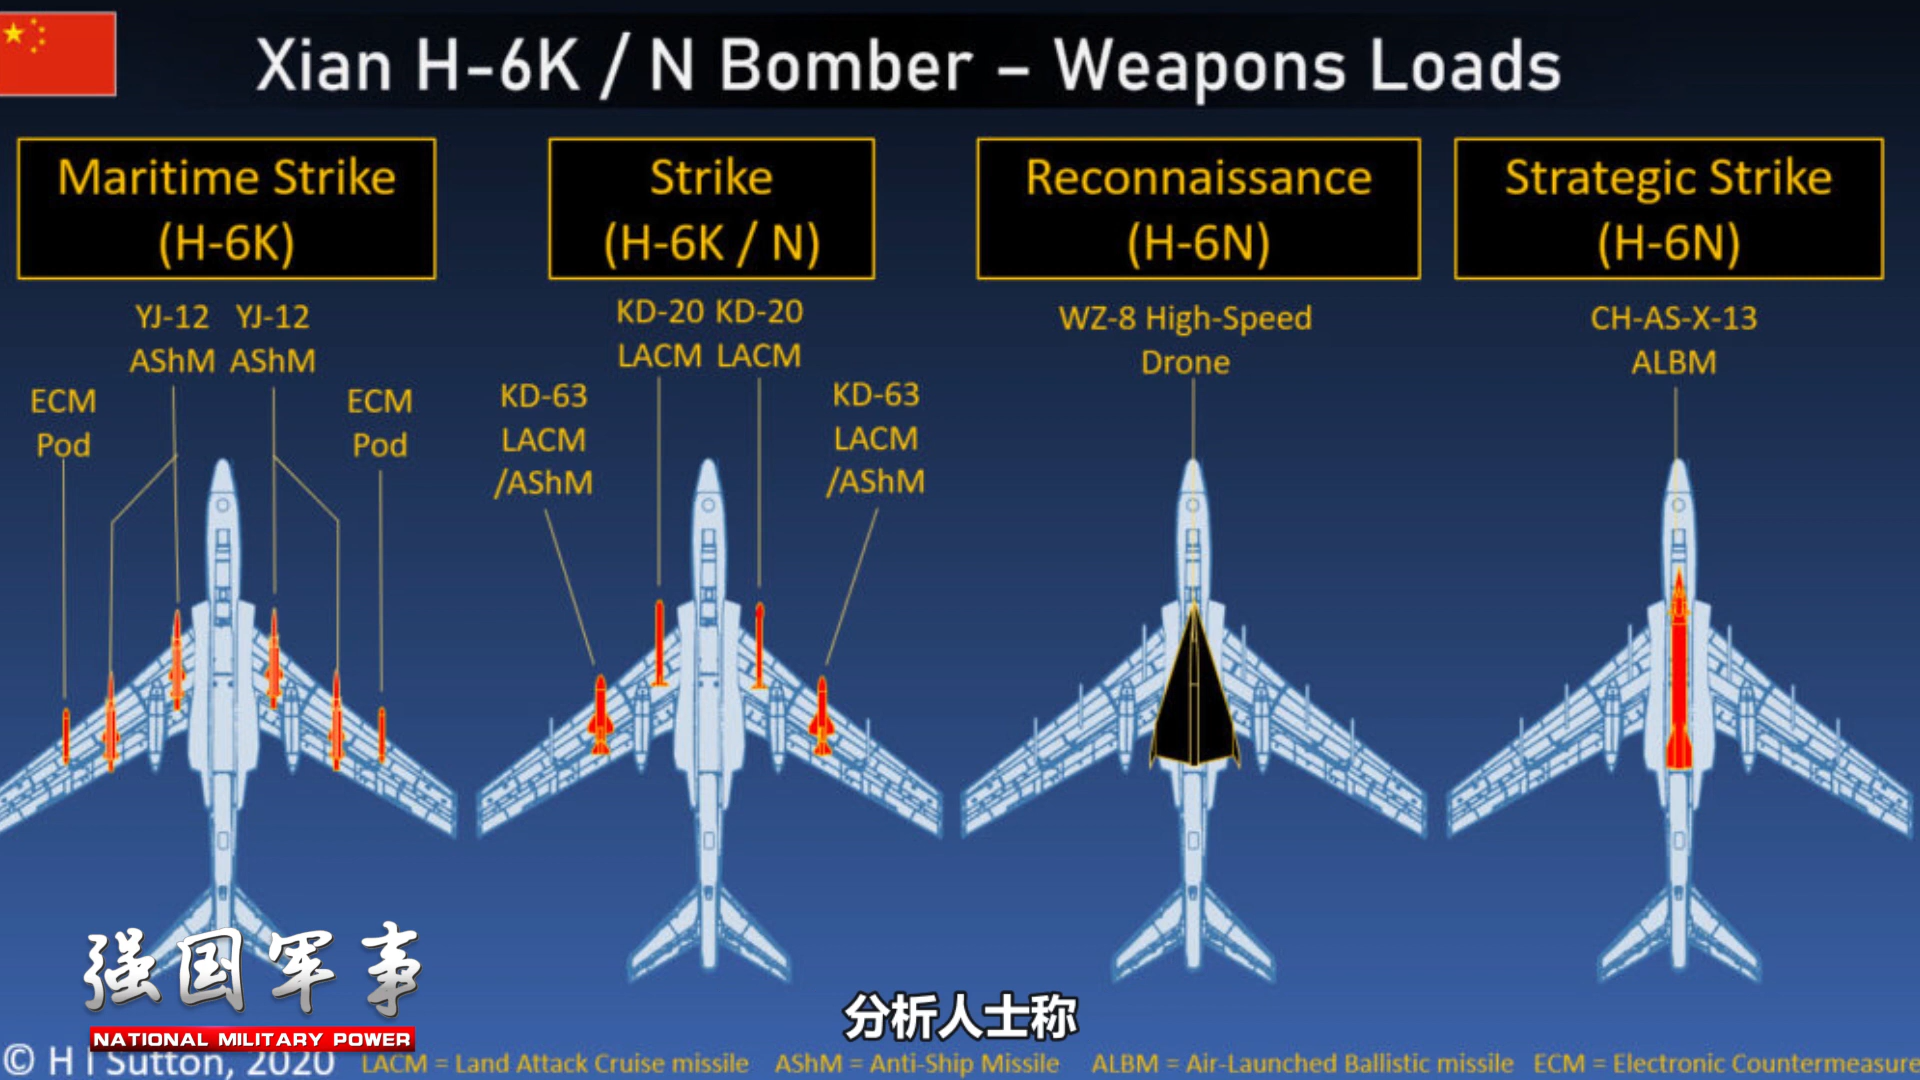 Xian H-6K / N Bomber – Weapons Loads
Maritime Strike
(H-6K)
Strike
(H-6K / N)
Reconnaissance
(H-6N)
Strategic Strike
(H-6N)
YJ-12 YJ-12
AShM AShM
ECM
Pod
ECM
Pod
KD-20 KD-20
LACM LACM
KD-63
LACM
/AShM
KD-63
LACM
/AShM
WZ-8 High-Speed
Drone
CH-AS-X-13
ALBM
强国军事
NATIONAL MILITARY POWER
分析人士称
© H I Sutton, 2020
LACM = Land Attack Cruise missile AShM = Anti-Ship Missile ALBM = Air-Launched Ballistic missile ECM = Electronic Countermeasure